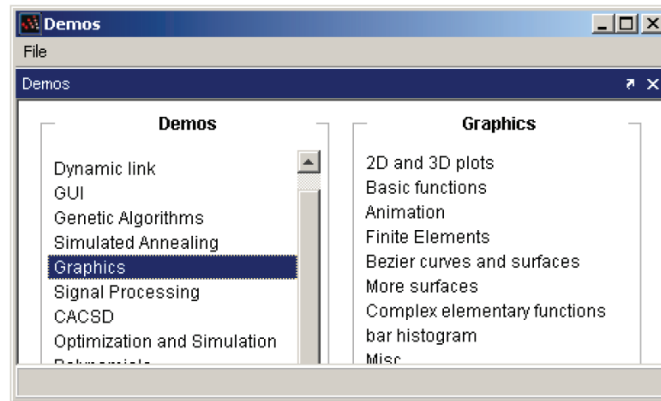 Demos
File
Demos
Demos
Dynamic link
GUI
Genetic Algorithms
Simulated Annealing
Graphics
Signal Processing
CACSD
Optimization and Simulation
Polynomials
Graphics
2D and 3D plots
Basic functions
Animation
Finite Elements
Bezier curves and surfaces
More surfaces
Complex elementary functions
bar histogram
Misc